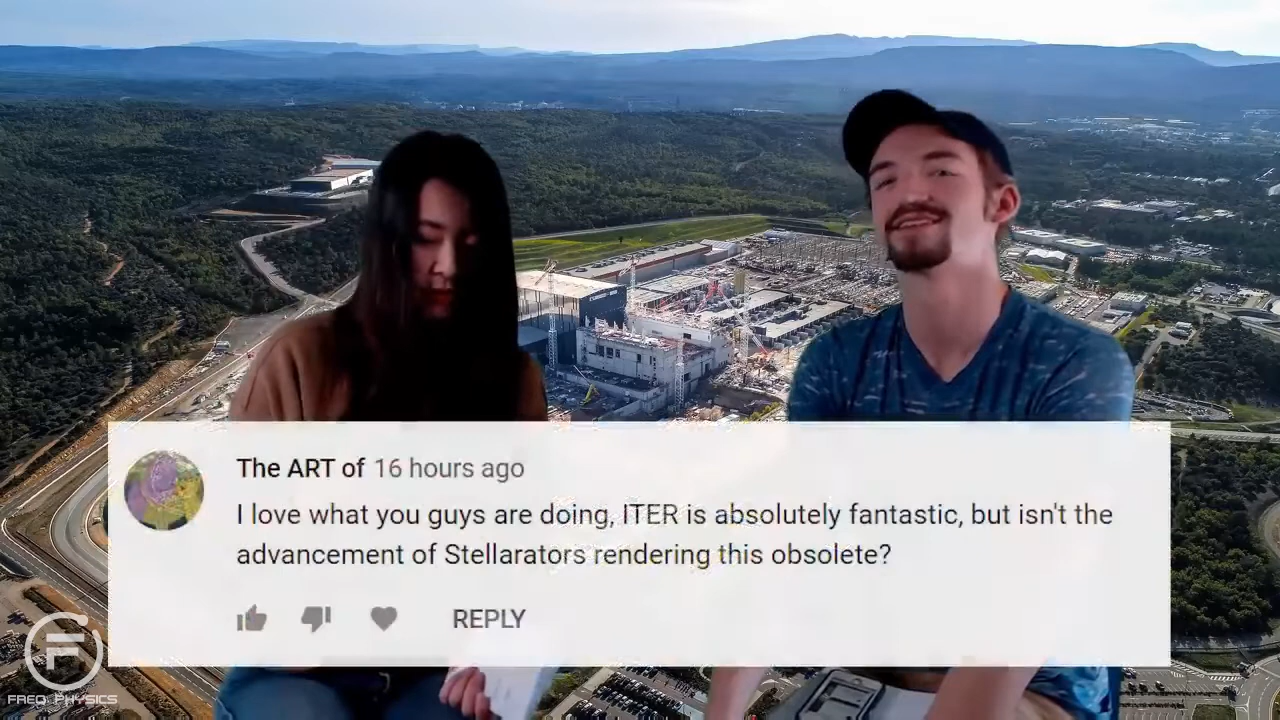 The ART of 16 hours ago
I love what you guys are doing, ITER is absolutely fantastic, but isn't the
advancement of Stellarators rendering this obsolete?
REPLY
FREQ PHYSICS